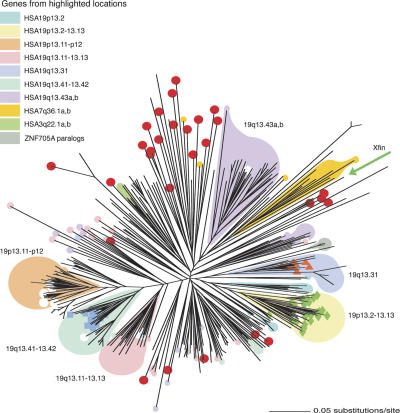 Genes from highlighted locations
HSA19p13.2
HSA19p13.2-13.13
HSA19p13.11-p12
HSA19q13.11-13.13
HSA19q13.31
HSA19q13.41-13.42
HSA19q13.43a,b
HSA7q36.1a,b
HSA3q22.1a,b
ZNF705A paralogs
19q13.43a,b
Xfin
19p13.11-p12
19q13.31
19p13.2-13.13
19q13.41-13.42
19q13.11-13.13
0.05 substitutions/site